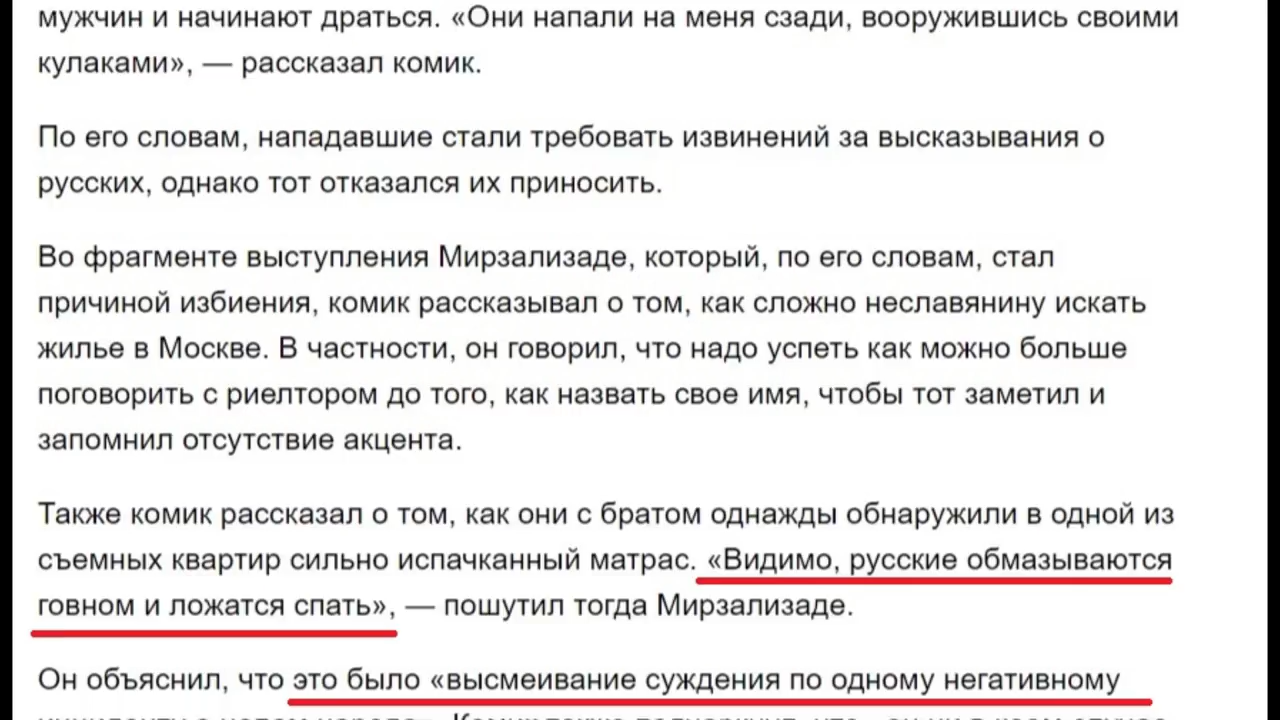 мужчин и начинают драться. «Они напали на меня сзади, вооружившись своими
кулаками», — рассказал комик.
По его словам, нападавшие стали требовать извинений за высказывания о
русских, однако тот отказался их приносить.
Во фрагменте выступления Мирзализаде, который, по его словам, стал
причиной избиения, комик рассказывал о том, как сложно неславянину искать
жилье в Москве. В частности, он говорил, что надо успеть как можно больше
поговорить с риелтором до того, как назвать свое имя, чтобы тот заметил и
запомнил отсутствие акцента.
Также комик рассказал о том, как они с братом однажды обнаружили в одной из
съемных квартир сильно испачканный матрас. «Видимо, русские обмазываются
говном и ложатся спать», — пошутил тогда Мирзализаде.
Он объяснил, что это было «высмеивание суждения по одному негативному